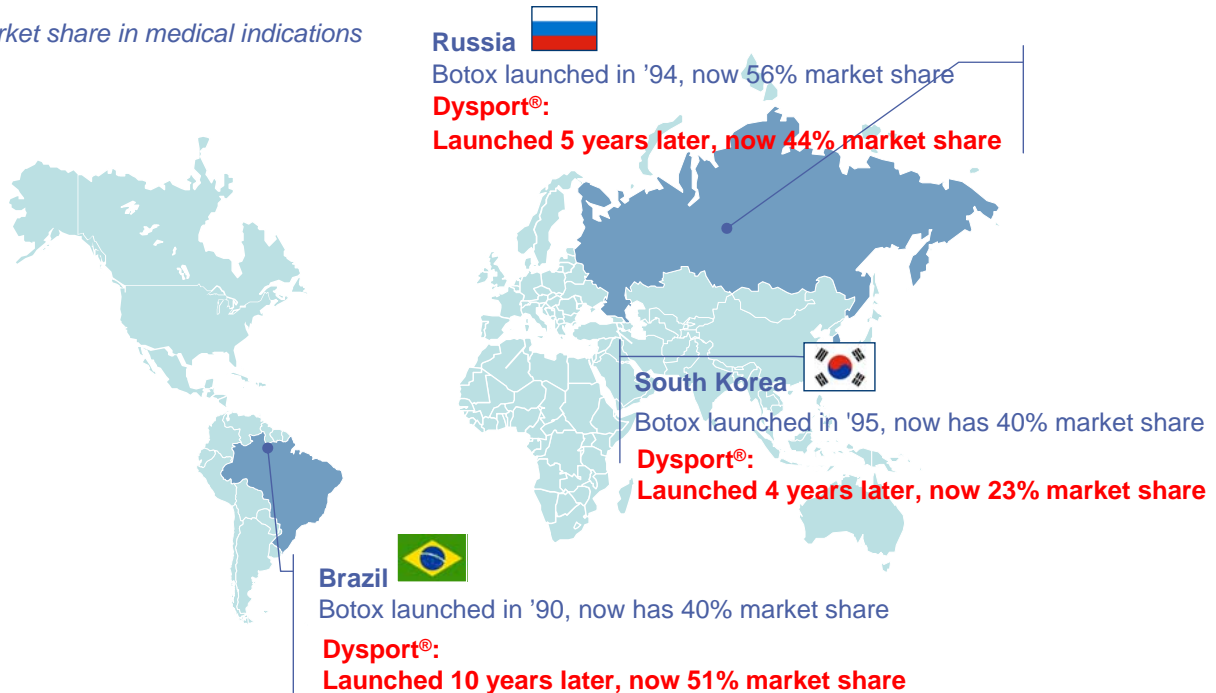 market share in medical indications
Russia
Botox launched in ’94, now 56% market share
Dysport®:
Launched 5 years later, now 44% market share
South Korea
Botox launched in '95, now has 40% market share
Dysport®:
Launched 4 years later, now 23% market share
Brazil
Botox launched in ’90, now has 40% market share
Dysport®:
Launched 10 years later, now 51% market share